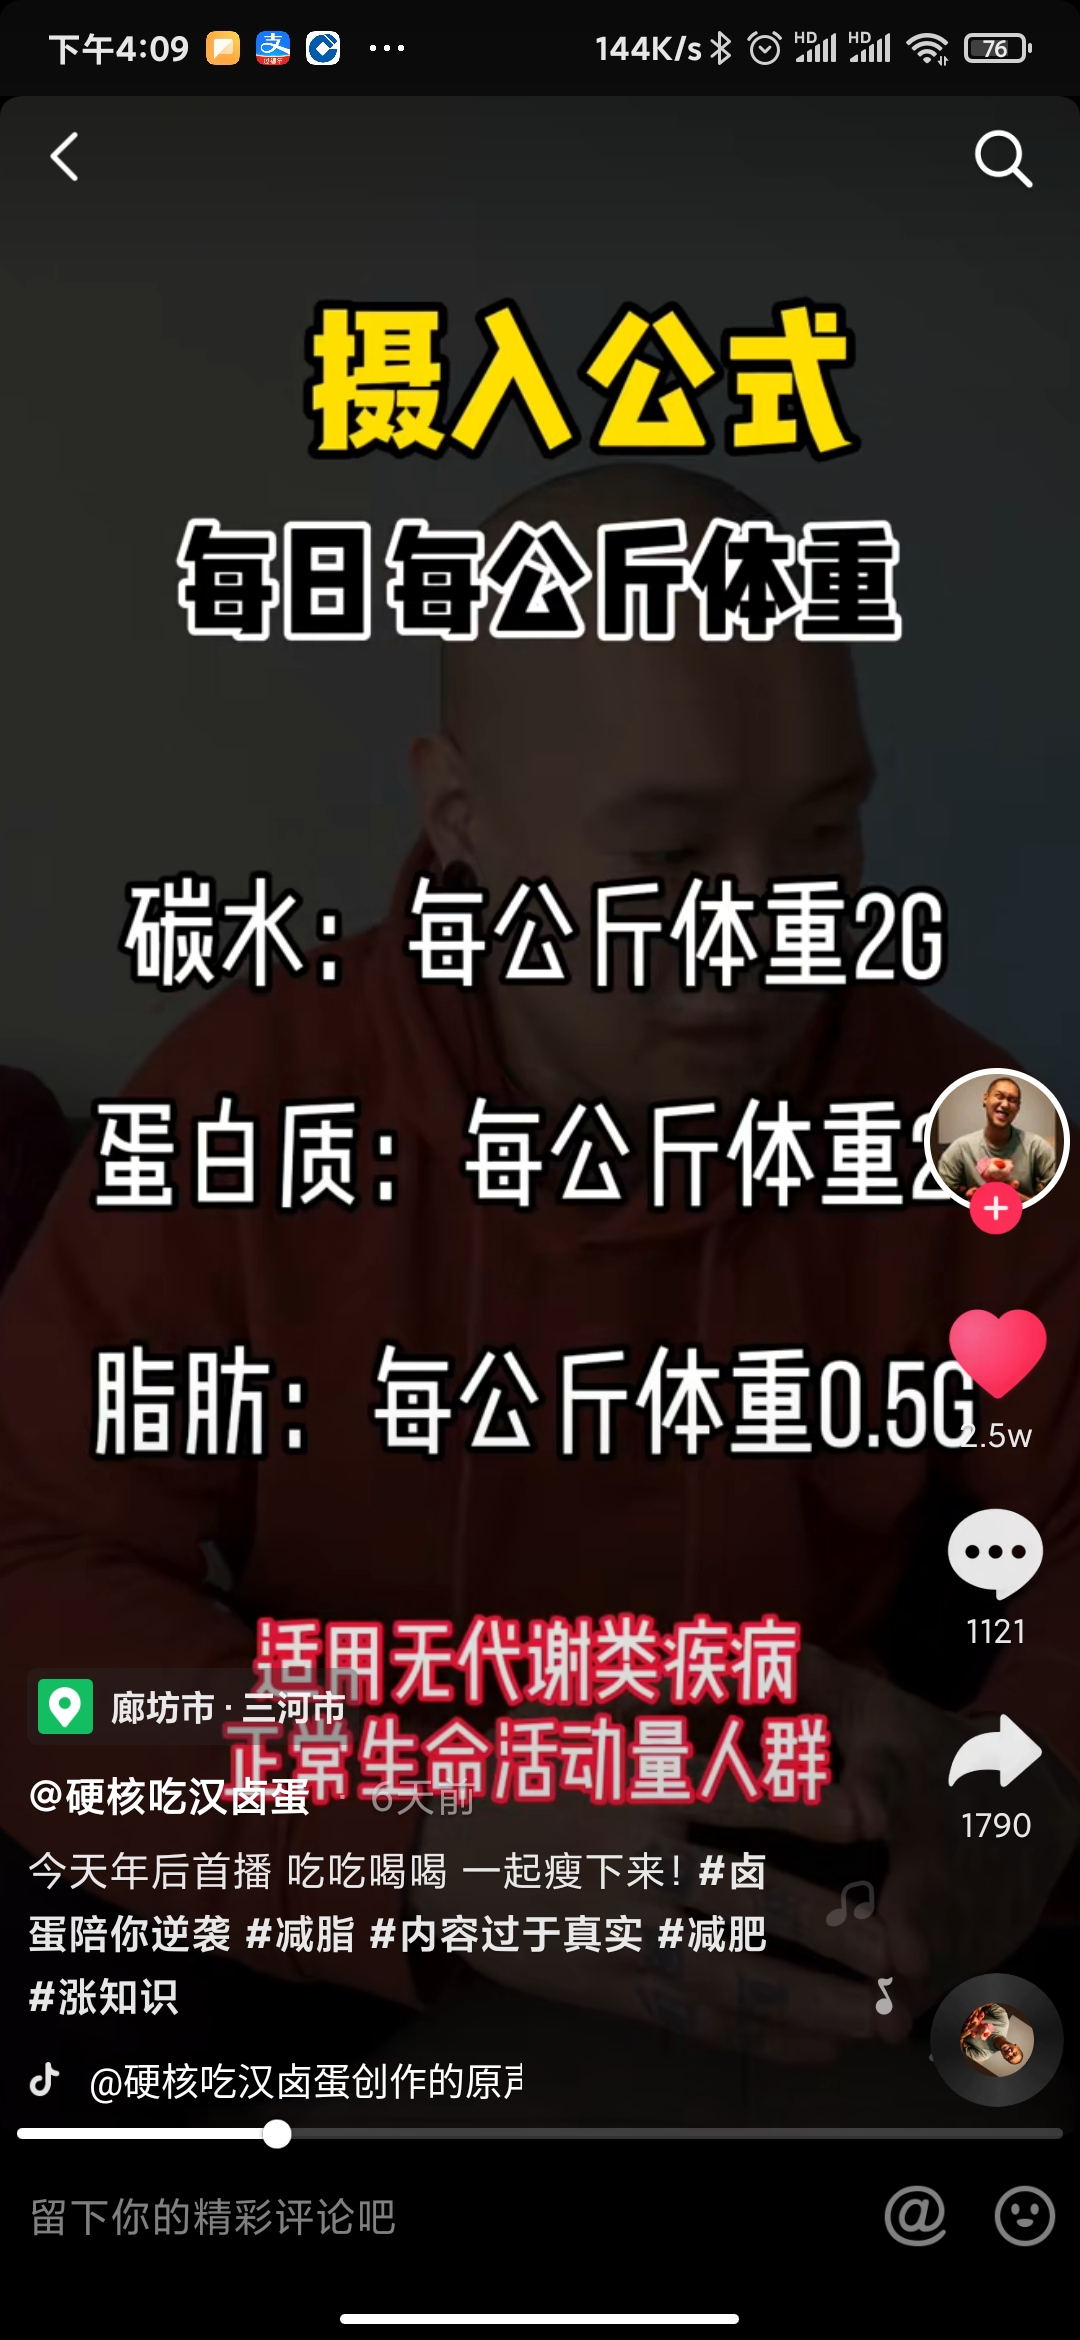 下午4:09
144K/s
HD
HD
76
摄入公式
每日每公斤体重
碳水：每公斤体重2G
蛋白质：每公斤体重2
脂肪：每公斤体重0.5G
2.5w
1121
适用无代谢类疾病
廊坊市·三河市
正常生命活动量人群
1790
@硬核吃汉卤蛋 · 6天前
今天年后首播 吃吃喝喝 一起瘦下来！#卤
蛋陪你逆袭 #减脂 #内容过于真实 #减肥
#涨知识
@硬核吃汉卤蛋创作的原声
留下你的精彩评论吧